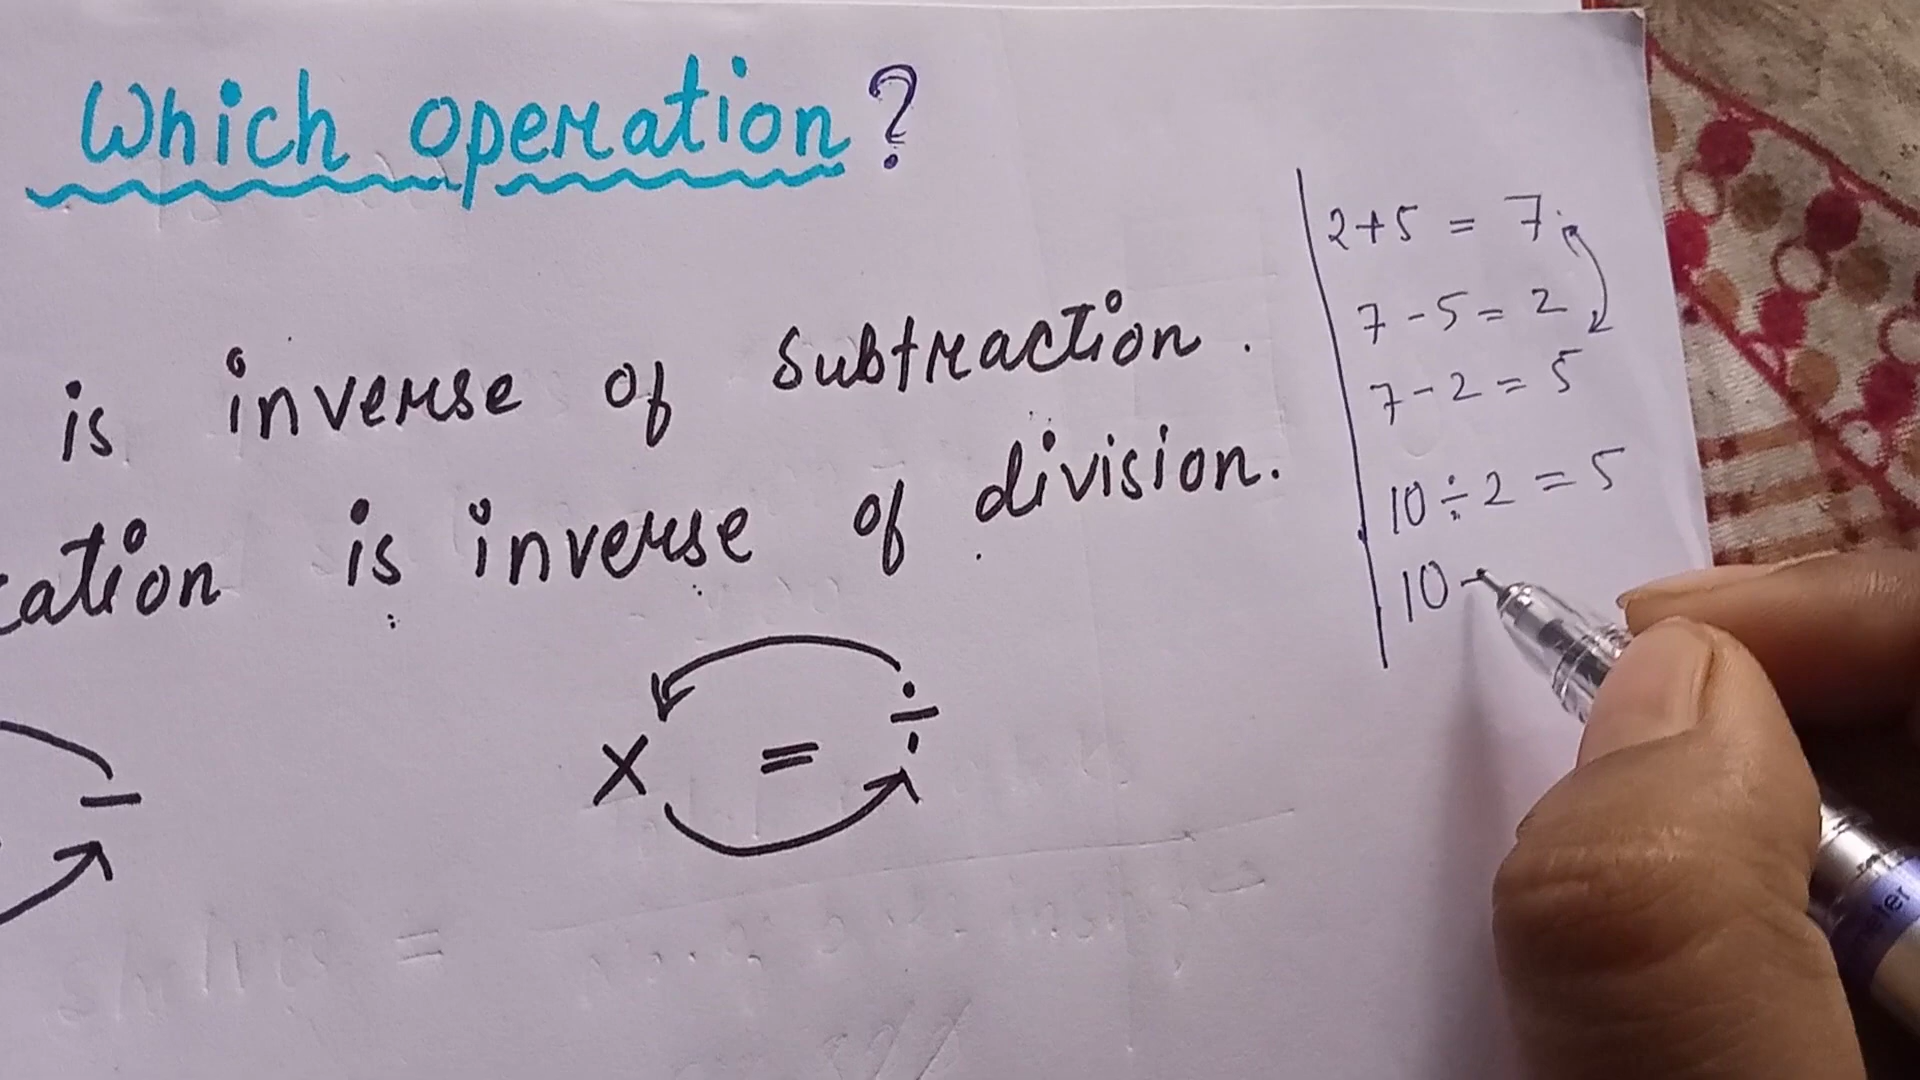 Which operation?
is inverse of subtraction.
cation is inverse of division.
× = ÷
−
2+5 = 7
7-5=2
7-2=5
10÷2=5
10-